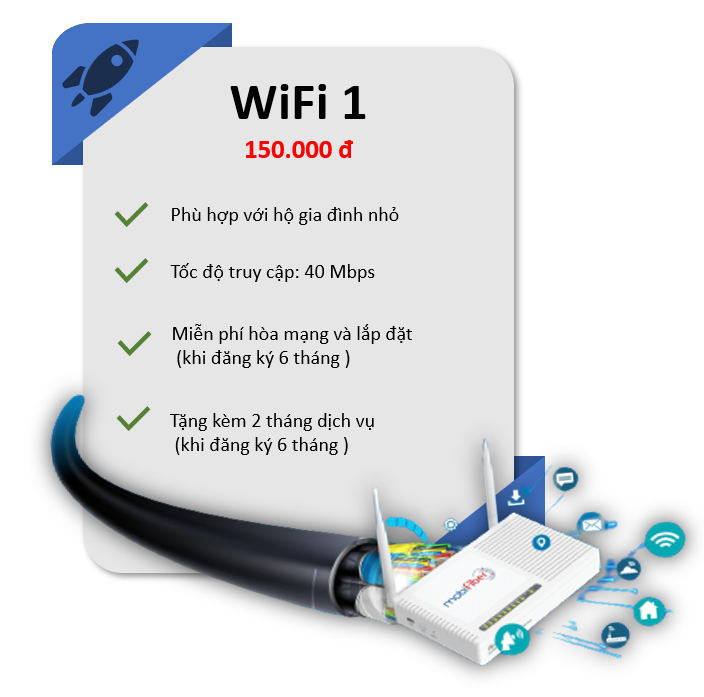 WiFi 1
150.000 đ
Phù hợp với hộ gia đình nhỏ
Tốc độ truy cập: 40 Mbps
Miễn phí hòa mạng và lắp đặt
(khi đăng ký 6 tháng )
Tặng kèm 2 tháng dịch vụ
(khi đăng ký 6 tháng )
mobiFiber